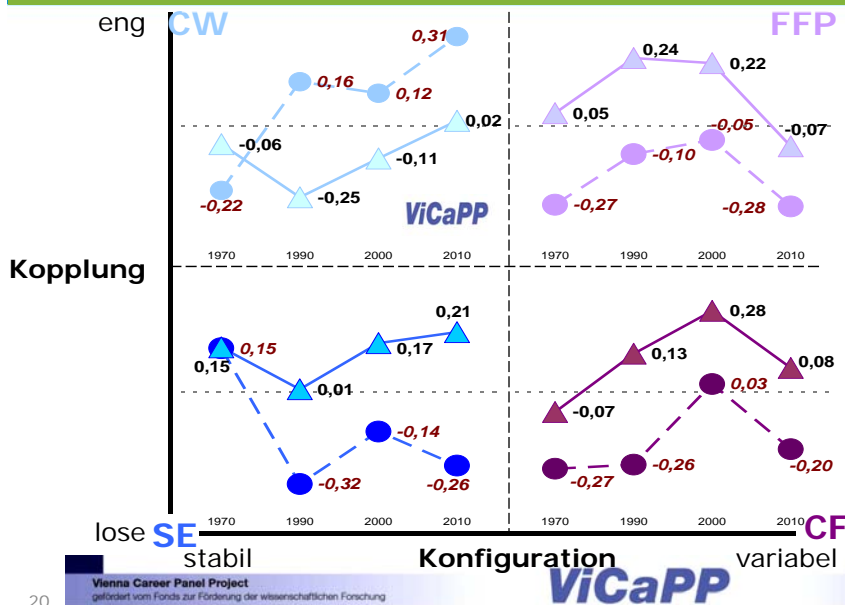 eng CW FFP
0,31
0,24
0,16 0,22
0,12
0,05
0,02 -0,05
-0,06 -0,07
-0,11 -0,10
-0,22 -0,25 -0,27 -0,28
ViCaPP
1970 1990 2000 2010 1970 1990 2000 2010
Kopplung
0,21 0,28
0,15 0,17 0,13
0,15 0,08
0,01 0,03
-0,07
-0,14
-0,32 -0,26 -0,27 -0,26 -0,20
1970 1990 2000 2010 1970 1990 2000 2010
lose SE CF
stabil Konfiguration variabel
Vienna Career Panel Project
gefördert vom Fonds zur Förderung der wissenschaftlichen Forschung
ViCaPP
20